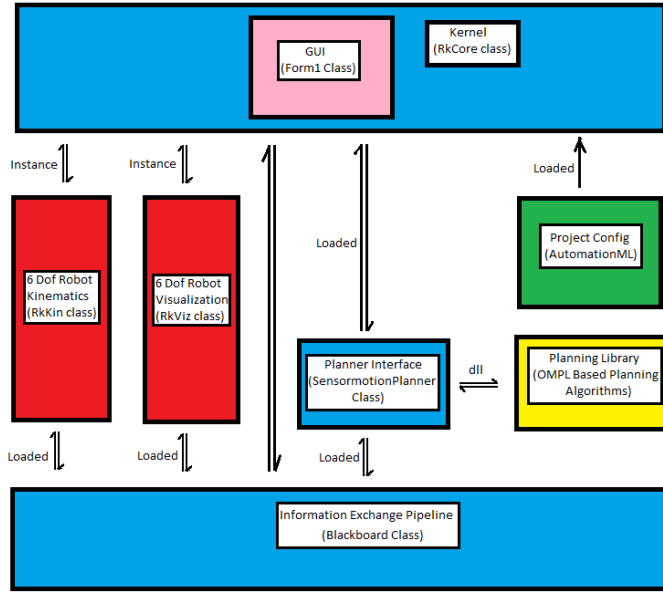 GUI
(Form1 Class)
Kernel
(RkCore class)
Instance
Instance
Loaded
Loaded
6 Dof Robot
Kinematics
(RkKin class)
6 Dof Robot
Visualization
(RkViz class)
Project Config
(AutomationML)
Planner Interface
(SensormotionPlanner
Class)
dll
Planning Library
(OMPL Based Planning
Algorithms)
Loaded
Loaded
Loaded
Information Exchange Pipeline
(Blackboard Class)